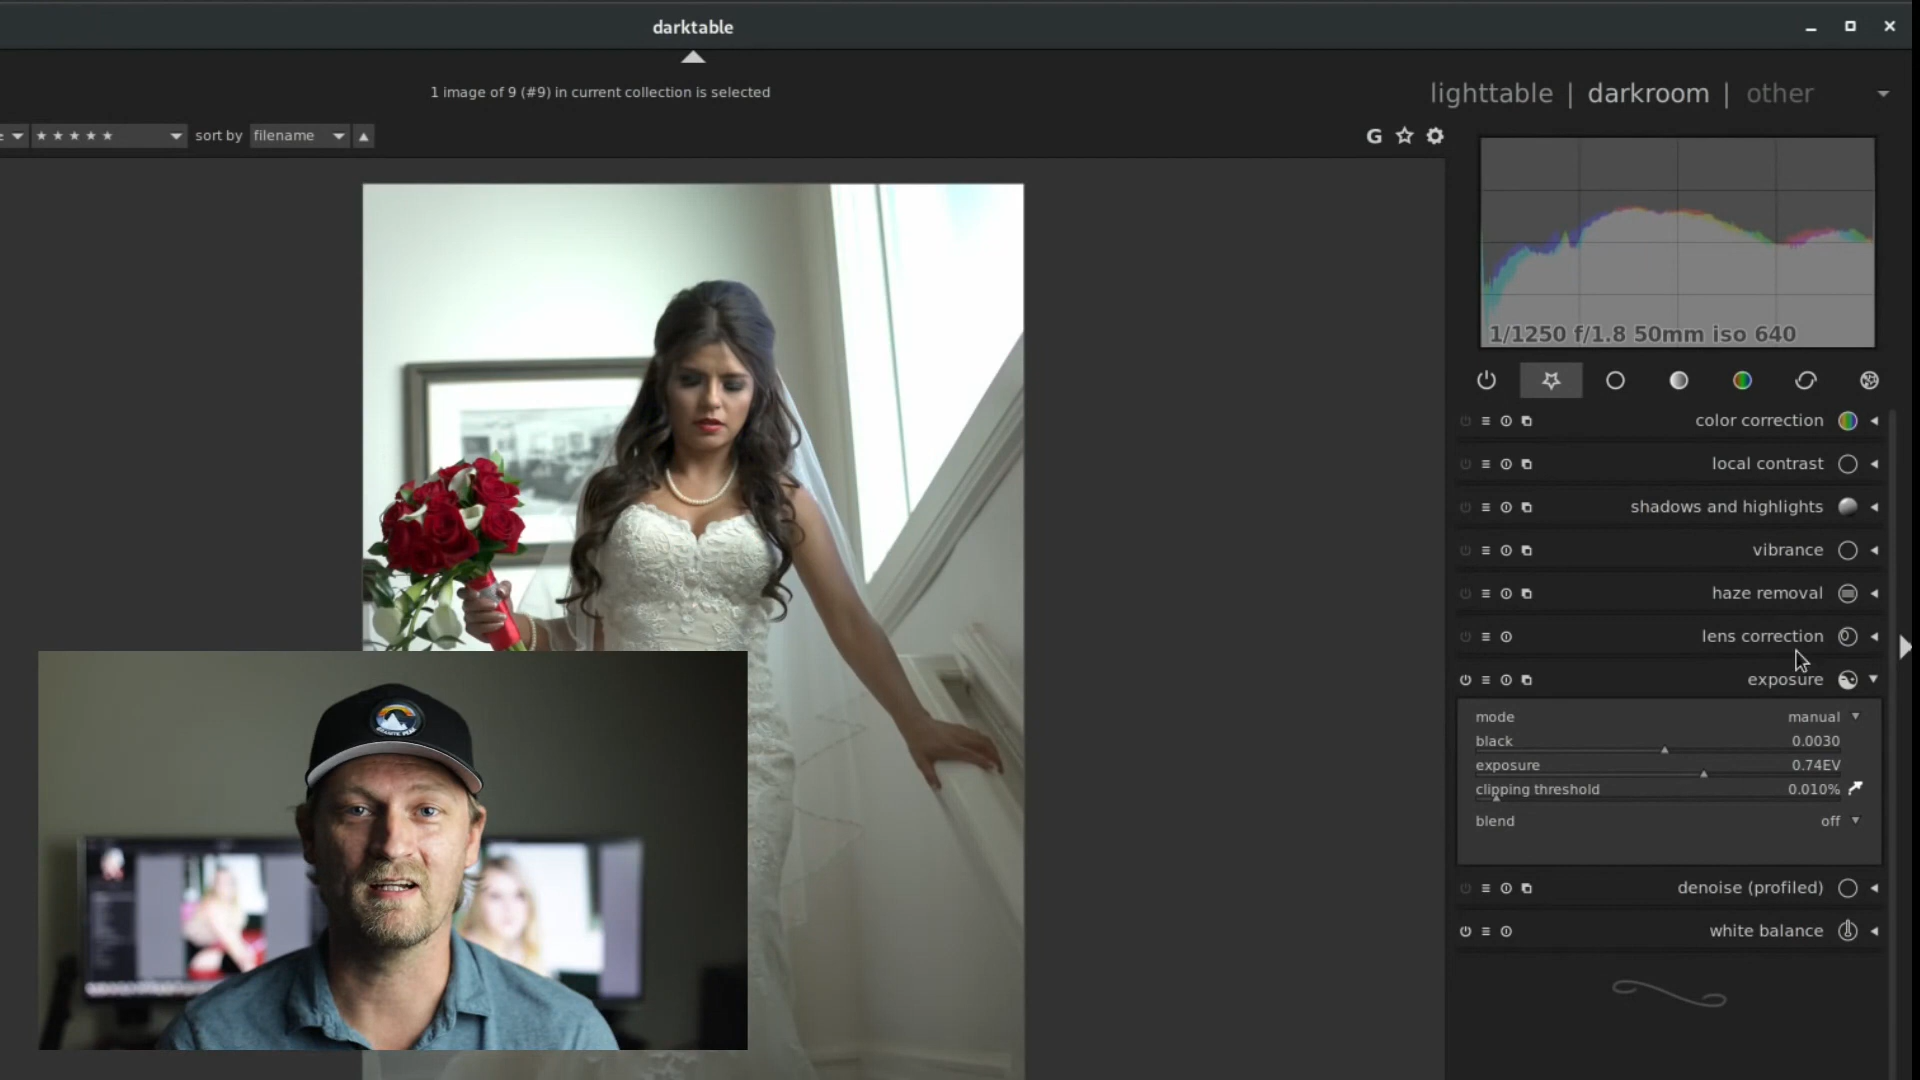 darktable
1 image of 9 (#9) in current collection is selected
lighttable | darkroom | other
★ ★ ★ ★ ★ sort by filename
G
1/1250 f/1.8 50mm iso 640
color correction
local contrast
shadows and highlights
vibrance
haze removal
lens correction
exposure
mode manual
black 0.0030
exposure 0.74EV
clipping threshold 0.010%
blend off
denoise (profiled)
white balance